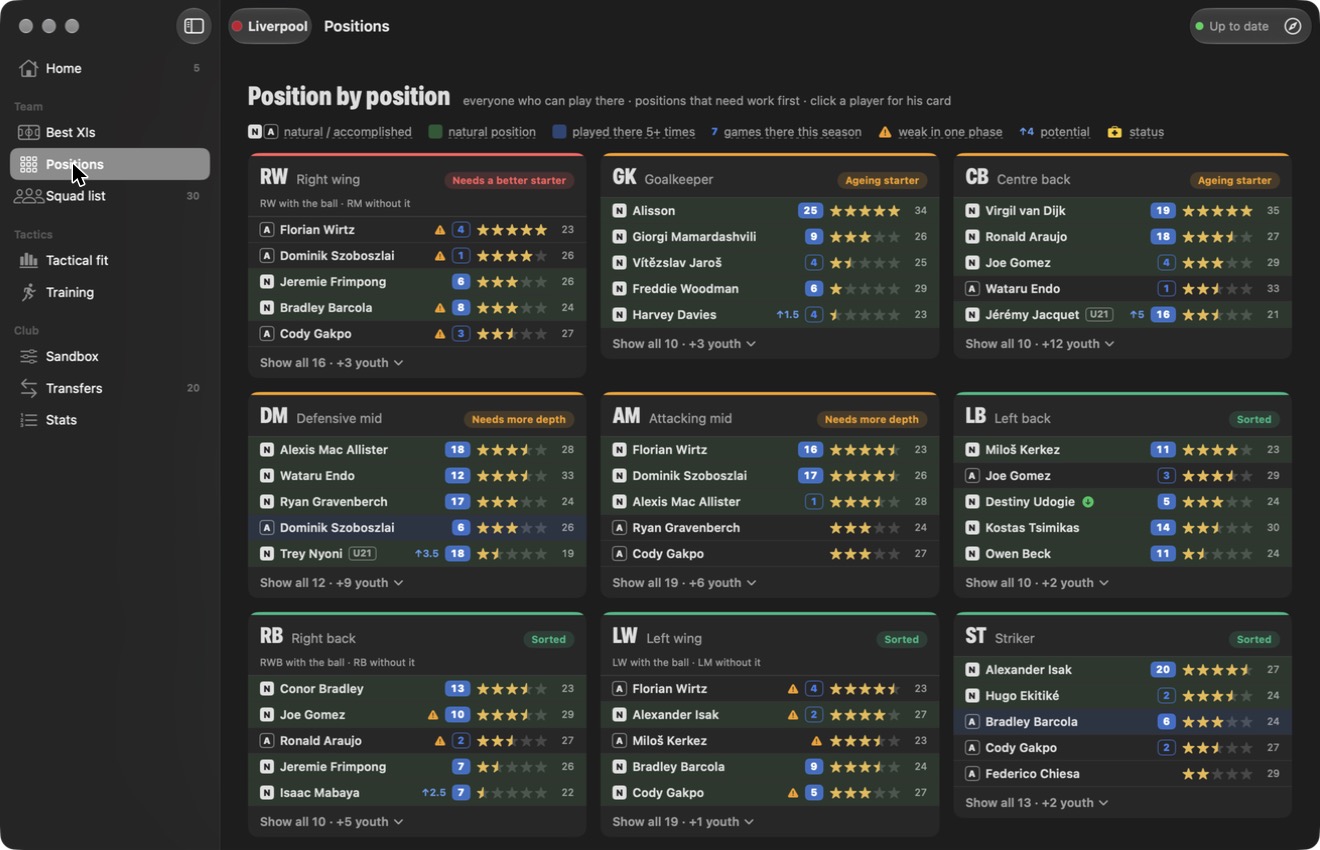 Liverpool Positions Up to date
Home 5
Team
Best XIs
Positions
Squad list 30
Tactics
Tactical fit
Training
Club
Sandbox
Transfers 20
Stats
Position by position everyone who can play there · positions that need work first · click a player for his card
N A natural / accomplished natural position played there 5+ times 7 games there this season weak in one phase ↑4 potential status
RW Right wing Needs a better starter
RW with the ball · RM without it
A Florian Wirtz 4 23
A Dominik Szoboszlai 1 26
N Jeremie Frimpong 6 26
N Bradley Barcola 8 24
A Cody Gakpo 3 27
Show all 16 · +3 youth
GK Goalkeeper Ageing starter
N Alisson 25 34
N Giorgi Mamardashvili 9 26
N Vítězslav Jaroš 4 25
N Freddie Woodman 6 29
N Harvey Davies ↑1.5 4 23
Show all 10 · +3 youth
CB Centre back Ageing starter
N Virgil van Dijk 19 35
N Ronald Araujo 18 27
N Joe Gomez 4 29
A Wataru Endo 1 33
N Jérémy Jacquet U21 ↑5 16 21
Show all 10 · +12 youth
DM Defensive mid Needs more depth
N Alexis Mac Allister 18 28
N Wataru Endo 12 33
N Ryan Gravenberch 17 24
A Dominik Szoboszlai 6 26
N Trey Nyoni U21 ↑3.5 18 19
Show all 12 · +9 youth
AM Attacking mid Needs more depth
N Florian Wirtz 16 23
N Dominik Szoboszlai 17 26
N Alexis Mac Allister 1 28
A Ryan Gravenberch 24
A Cody Gakpo 27
Show all 19 · +6 youth
LB Left back Sorted
N Miloš Kerkez 11 23
A Joe Gomez 3 29
N Destiny Udogie 5 24
N Kostas Tsimikas 14 30
N Owen Beck 11 24
Show all 10 · +2 youth
RB Right back Sorted
RWB with the ball · RB without it
N Conor Bradley 13 23
N Joe Gomez 10 29
A Ronald Araujo 2 27
N Jeremie Frimpong 7 26
N Isaac Mabaya ↑2.5 7 22
Show all 10 · +5 youth
LW Left wing Sorted
LW with the ball · LM without it
A Florian Wirtz 4 23
N Alexander Isak 2 27
A Miloš Kerkez 23
N Bradley Barcola 9 24
N Cody Gakpo 5 27
Show all 19 · +1 youth
ST Striker Sorted
N Alexander Isak 20 27
N Hugo Ekitiké 2 24
A Bradley Barcola 6 24
A Cody Gakpo 2 27
A Federico Chiesa 29
Show all 13 · +2 youth